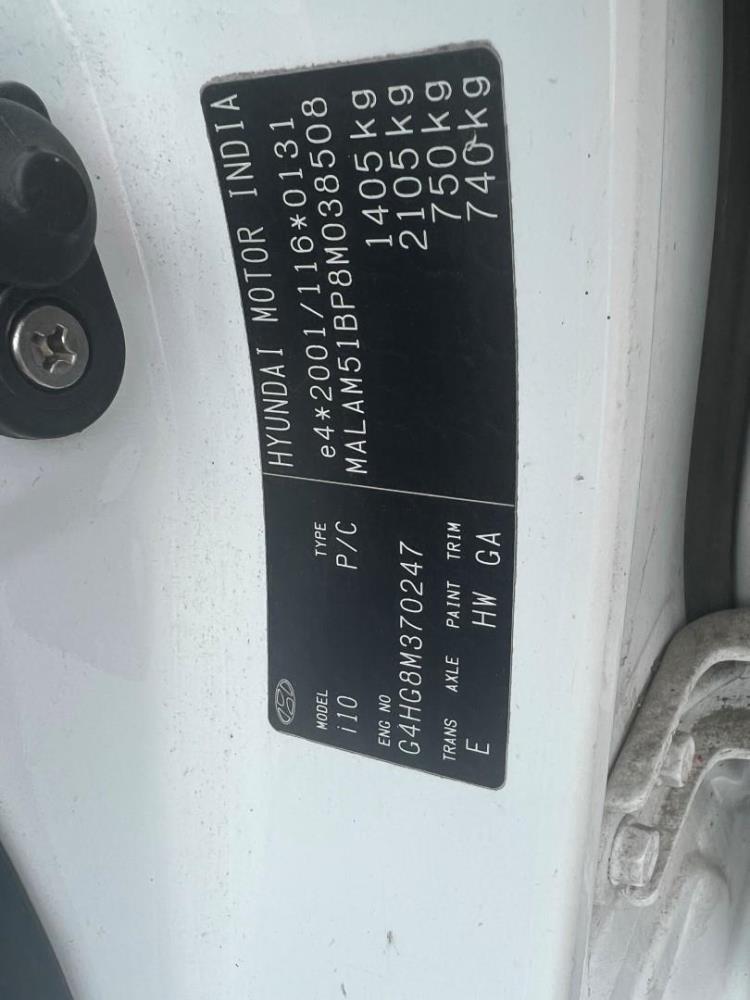 HYUNDAI MOTOR INDIA
e4*2001/116*0131
MALAM51BP8M038508
1405kg
2105kg
750kg
740kg
MODEL TYPE
i10 P/C
ENG NO
G4HG8M370247
TRANS AXLE PAINT TRIM
E HW GA